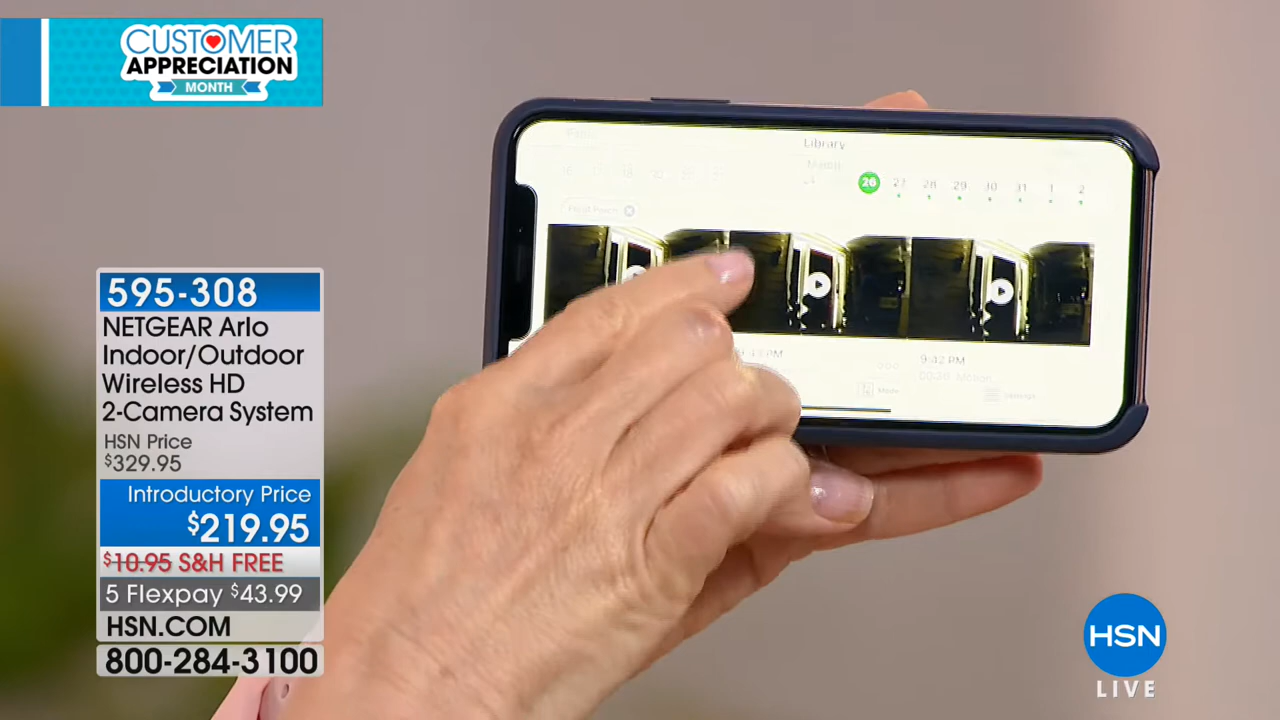 CUSTOMER
APPRECIATION
MONTH
Library
26 27 28 29 30 31 1 2
9:42 PM
595-308
NETGEAR Arlo
Indoor/Outdoor
Wireless HD
2-Camera System
HSN Price
$329.95
Introductory Price
$219.95
$10.95 S&H FREE
5 Flexpay $43.99
HSN.COM
800-284-3100
HSN
LIVE